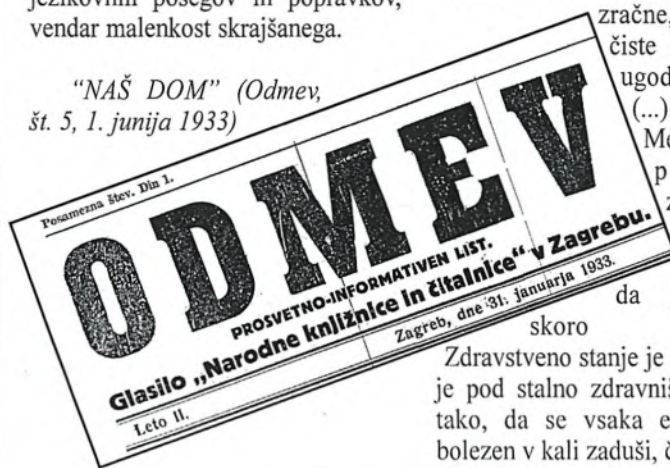 jezikovnih posegov in popravkov,
vendar malenkost skrajšanega.
"NAŠ DOM" (Odmev,
št. 5, 1. junija 1933)
Posamezna štev. Din 1.
ODMEV
PROSVETNO-INFORMATIVEN LIST.
Glasilo „Narodne knjižnice in čitalnice" v Zagrebu.
Leto II.
Zagreb, dne 31. januarja 1933.
zračne,
čiste
ugod
(...)
Me
p
z
da
skoro
Zdravstveno stanje je
je pod stalno zdravniš
tako, da se vsaka e
bolezen v kali zaduši, č